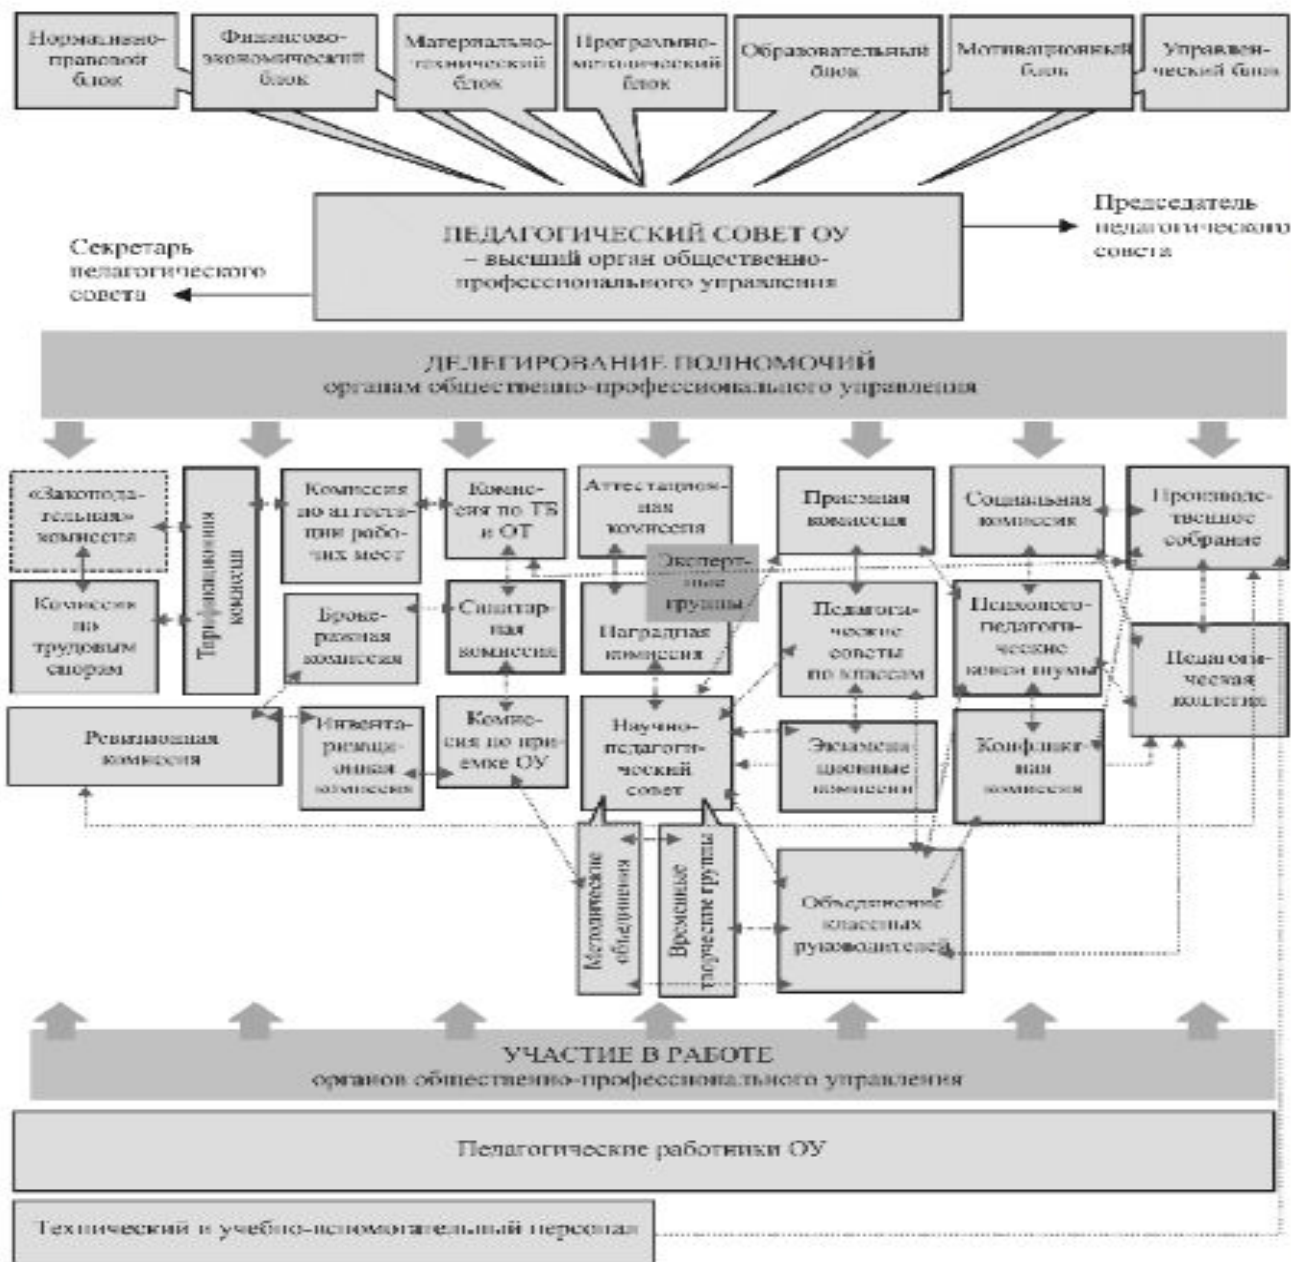 Нормативно-
правовой
блок
Финансово-
экономический
блок
Материально-
технический
блок
Программно-
методический
блок
Образовательный
блок
Мотивационный
блок
Управлен-
ческий блок
ПЕДАГОГИЧЕСКИЙ СОВЕТ ОУ
– высший орган общественно-
профессионального управления
Председатель
педагогического
совета
Секретарь
педагогического
совета
ДЕЛЕГИРОВАНИЕ ПОЛНОМОЧИЙ
органам общественно-профессионального управления
«Законода-
тельная»
комиссия
Тарификационная
комиссия
Комиссия
по аттеста-
ции рабо-
чих мест
Комис-
сия по ТБ
и ОТ
Аттестацион-
ная комиссия
Приемная
комиссия
Социальная
комиссия
Производс-
твенное
собрание
Эксперт-
ные
группы
Комиссия
по
трудовым
спорам
Броке-
ражная
комиссия
Санитар-
ная
комиссия
Наградная
комиссия
Педагоги-
ческие
советы
по классам
Психолого-
педагоги-
ческие
консилиумы
Педагоги-
ческая
коллегия
Ревизионная
комиссия
Инвента-
ризаци-
онная
комиссия
Комис-
сия по при-
емке ОУ
Научно-
педагоги-
ческий
совет
Экзамена-
ционные
комиссии
Конфликт-
ная
комиссия
Методические
объединения
Временные
творческие группы
Объединение
классных
руководителей
УЧАСТИЕ В РАБОТЕ
органов общественно-профессионального управления
Педагогические работники ОУ
Технический и учебно-вспомогательный персонал